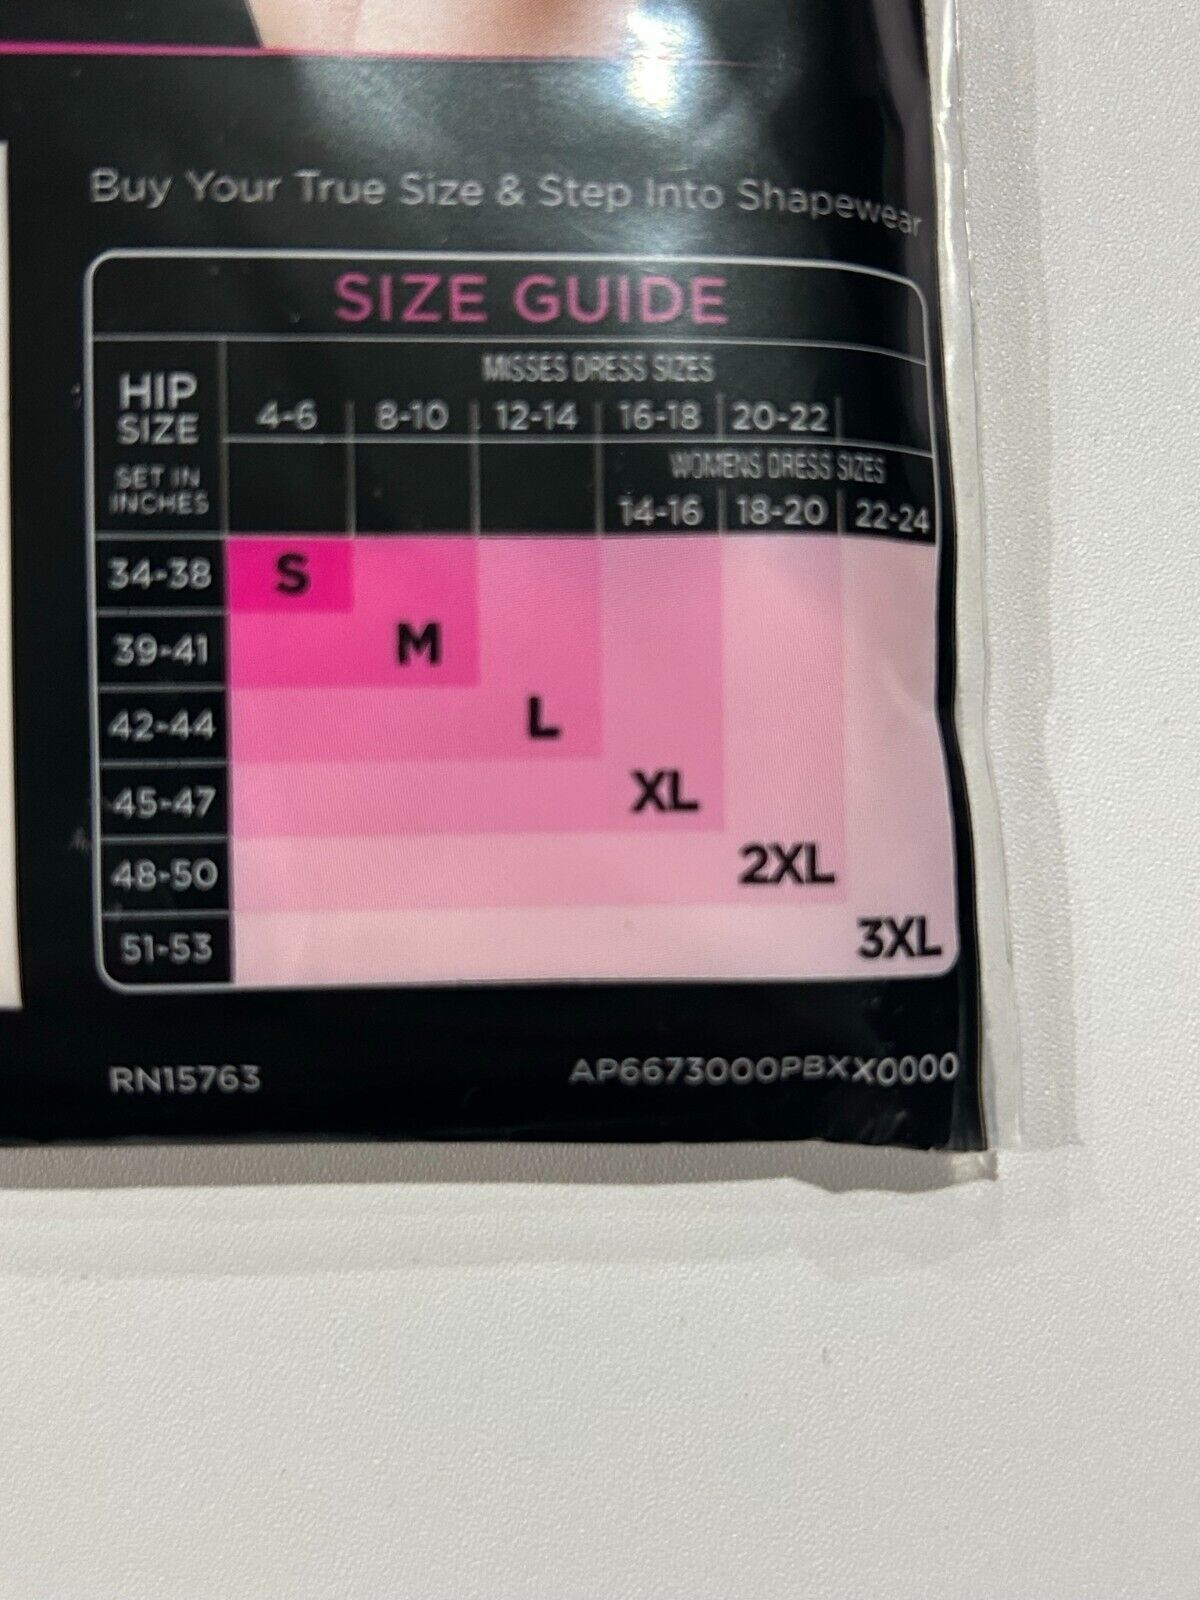 Buy Your True Size & Step Into Shapewear
SIZE GUIDE
HIP
SIZE
SET IN
INCHES
MISSES DRESS SIZES
4-6 8-10 12-14 16-18 20-22
WOMENS DRESS SIZES
14-16 18-20 22-24
34-38 S
39-41 M
42-44 L
45-47 XL
48-50 2XL
51-53 3XL
RN15763 AP6673000PBXX0000